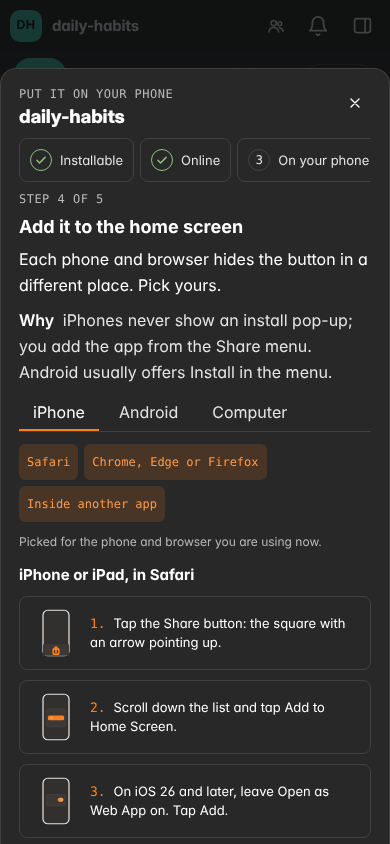 DH daily-habits
PUT IT ON YOUR PHONE
daily-habits
Installable
Online
3 On your phone
STEP 4 OF 5
Add it to the home screen
Each phone and browser hides the button in a
different place. Pick yours.
Why iPhones never show an install pop-up;
you add the app from the Share menu.
Android usually offers Install in the menu.
iPhone Android Computer
Safari Chrome, Edge or Firefox
Inside another app
Picked for the phone and browser you are using now.
iPhone or iPad, in Safari
1. Tap the Share button: the square with
an arrow pointing up.
2. Scroll down the list and tap Add to
Home Screen.
3. On iOS 26 and later, leave Open as
Web App on. Tap Add.